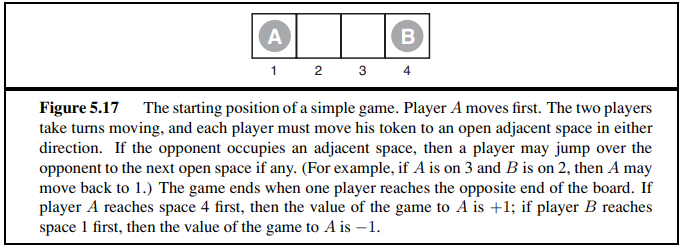 A B
1 2 3 4
Figure 5.17 The starting position of a simple game. Player A moves first. The two players
take turns moving, and each player must move his token to an open adjacent space in either
direction. If the opponent occupies an adjacent space, then a player may jump over the
opponent to the next open space if any. (For example, if A is on 3 and B is on 2, then A may
move back to 1.) The game ends when one player reaches the opposite end of the board. If
player A reaches space 4 first, then the value of the game to A is +1; if player B reaches
space 1 first, then the value of the game to A is −1.